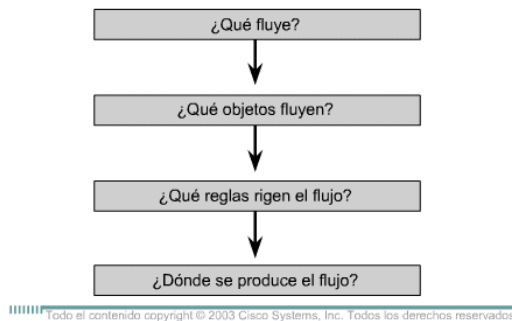 ¿Qué fluye?
¿Qué objetos fluyen?
¿Qué reglas rigen el flujo?
¿Dónde se produce el flujo?
Todo el contenido copyright © 2003 Cisco Systems, Inc. Todos los derechos reservados